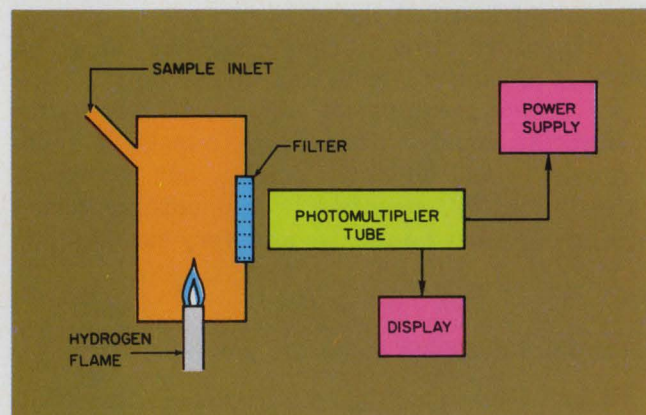 SAMPLE INLET
POWER
SUPPLY
FILTER
PHOTOMULTIPLIER
TUBE
DISPLAY
HYDROGEN
FLAME